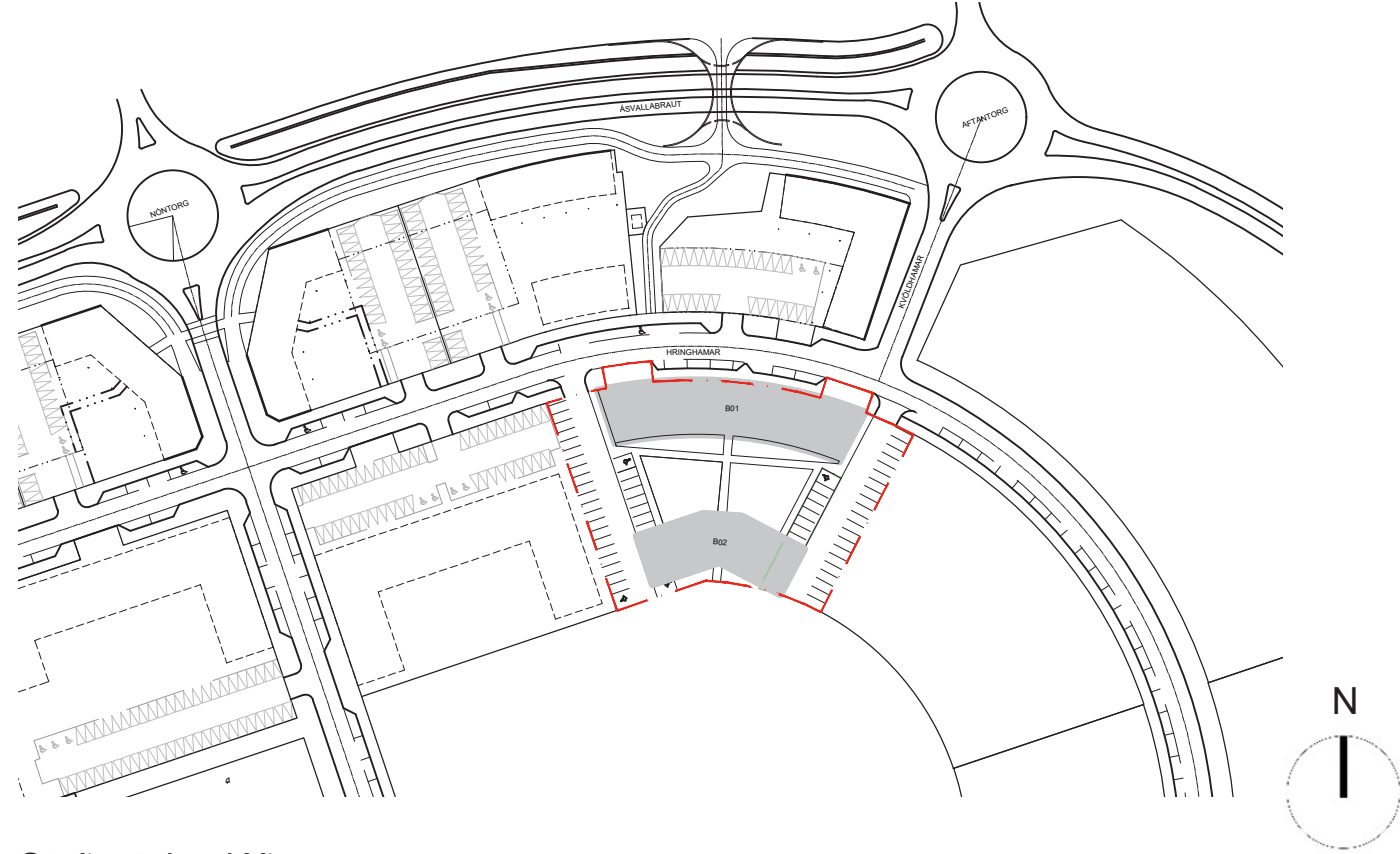 ÁSVALLABRAUT
AFTANTORG
NÓNTORG
KVÖLDHAMAR
HRINGHAMAR
B01
B02
N